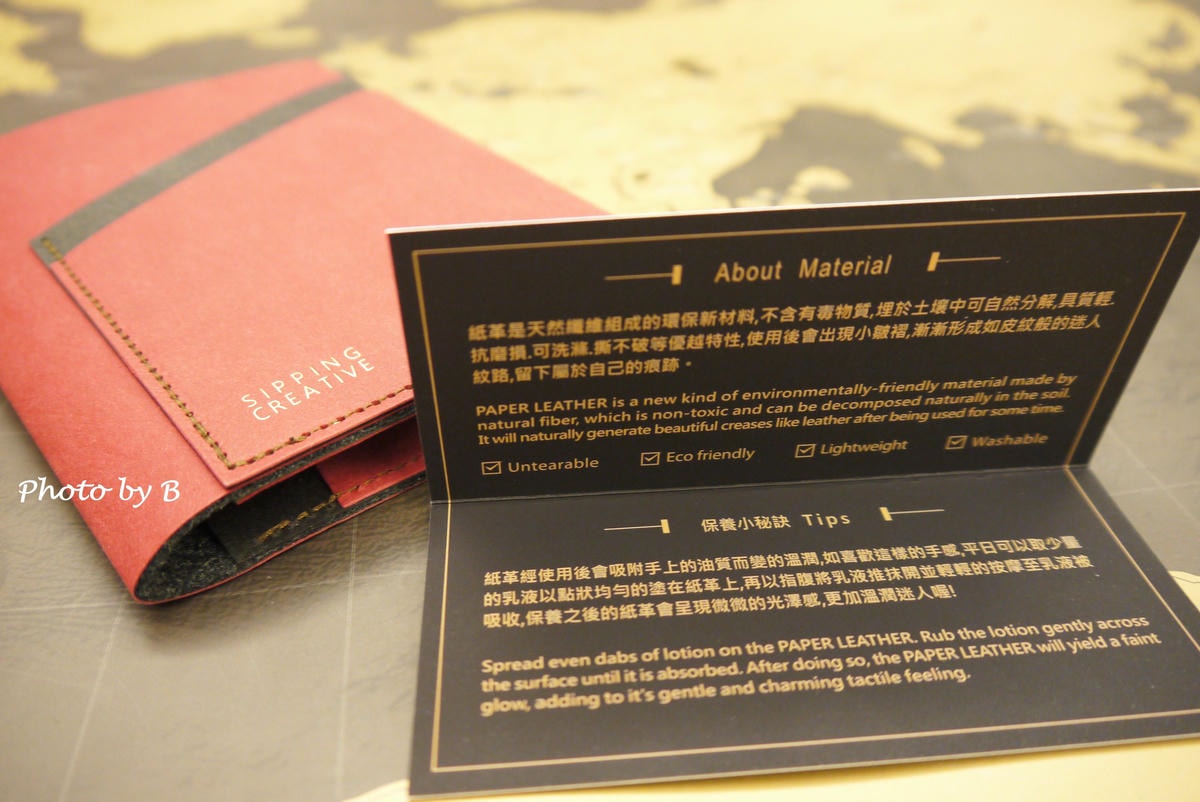 SIPPING
CREATIVE
Photo by B
About Material
紙革是天然纖維組成的環保新材料,不含有毒物質,埋於土壤中可自然分解,具質輕.
抗磨損.可洗滌.撕不破等優越特性,使用後會出現小皺褶,漸漸形成如皮紋般的迷人
紋路,留下屬於自己的痕跡。
PAPER LEATHER is a new kind of environmentally-friendly material made by
natural fiber, which is non-toxic and can be decomposed naturally in the soil.
It will naturally generate beautiful creases like leather after being used for some time.
☑ Untearable ☑ Eco friendly ☑ Lightweight ☑ Washable
保養小秘訣 Tips
紙革經使用後會吸附手上的油質而變的溫潤,如喜歡這樣的手感,平日可以取少量
的乳液以點狀均勻的塗在紙革上,再以指腹將乳液推抹開並輕輕的按摩至乳液被
吸收,保養之後的紙革會呈現微微的光澤感,更加溫潤迷人喔!
Spread even dabs of lotion on the PAPER LEATHER. Rub the lotion gently across
the surface until it is absorbed. After doing so, the PAPER LEATHER will yield a faint
glow, adding to it's gentle and charming tactile feeling.